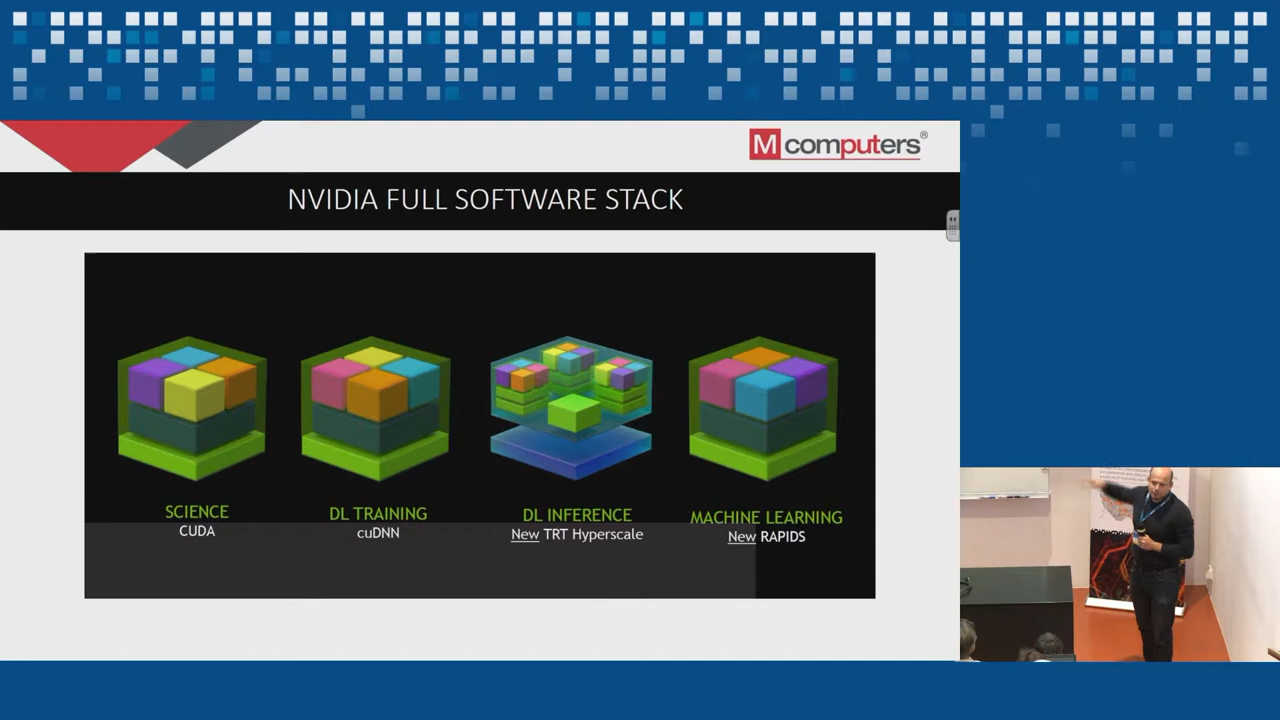 M computers®
NVIDIA FULL SOFTWARE STACK
SCIENCE
CUDA
DL TRAINING
cuDNN
DL INFERENCE
New TRT Hyperscale
MACHINE LEARNING
New RAPIDS